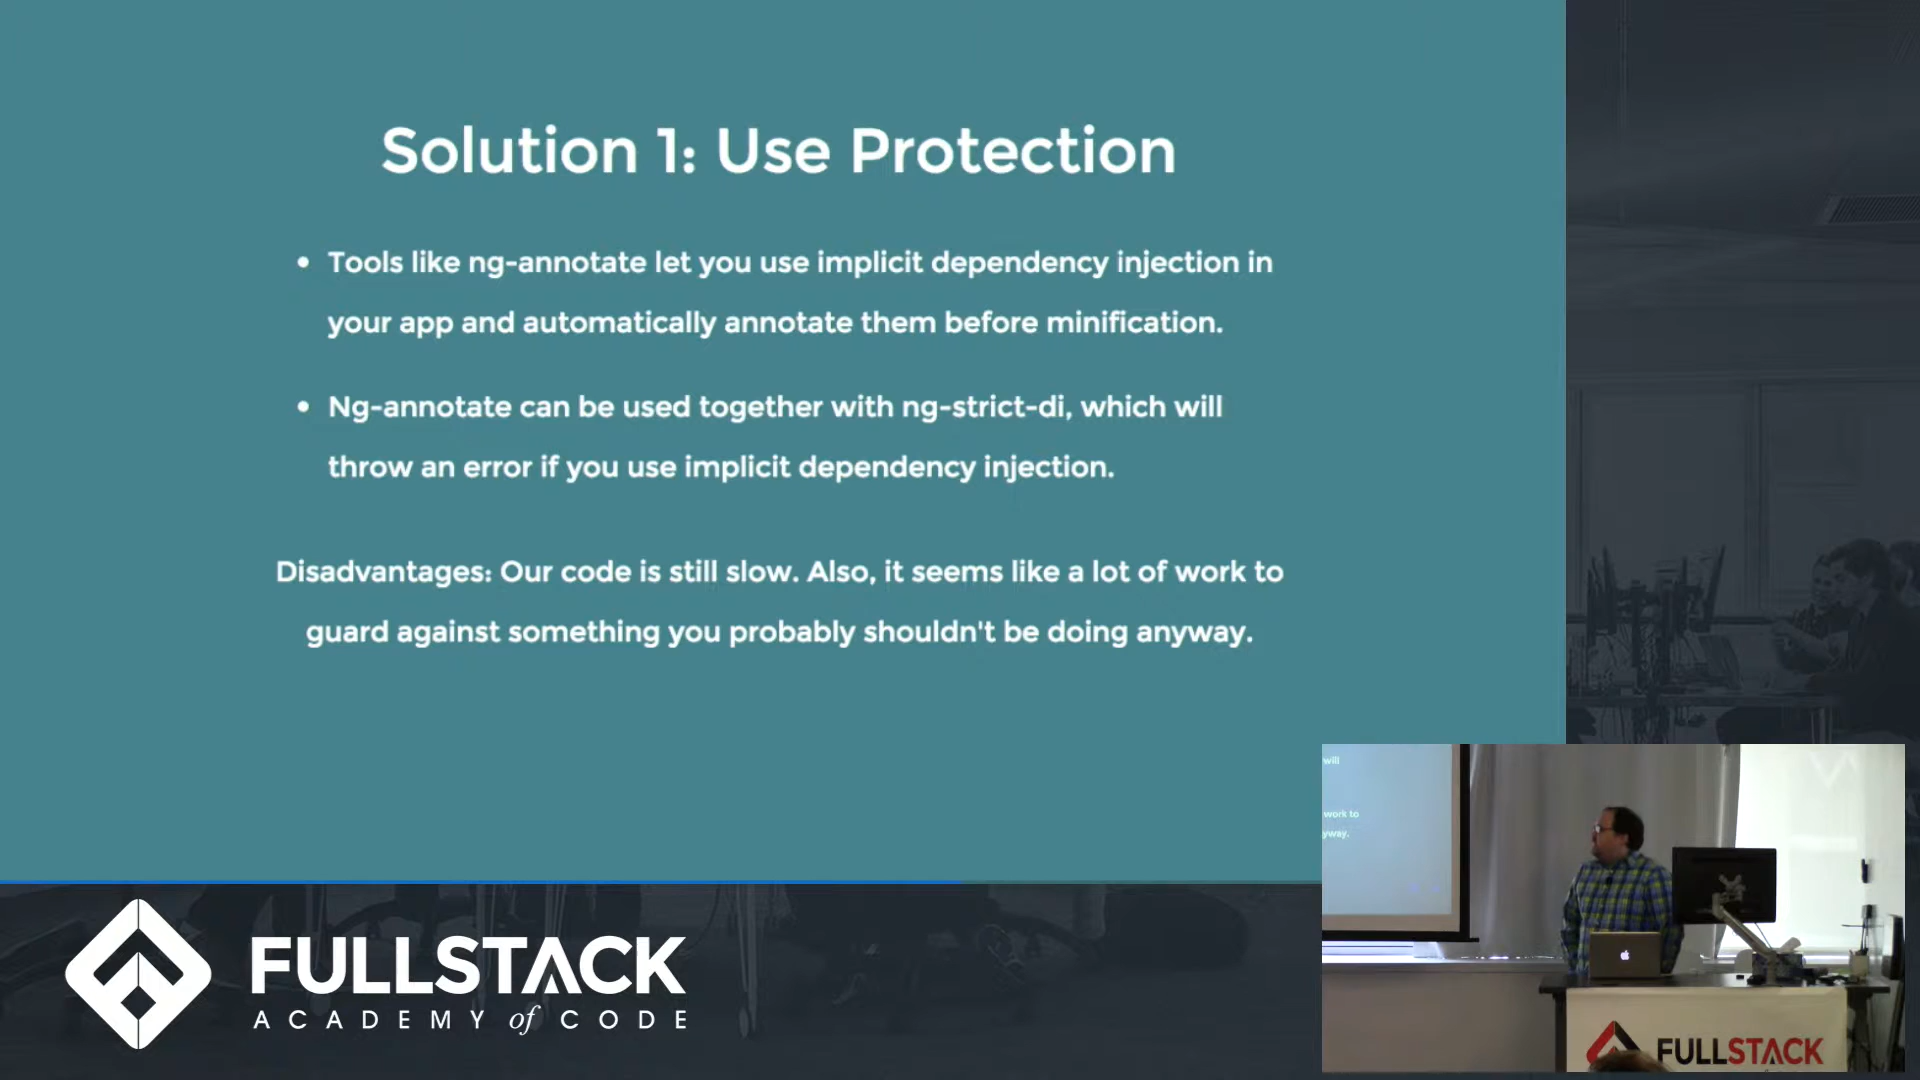 Solution 1: Use Protection
Tools like ng-annotate let you use implicit dependency injection in
your app and automatically annotate them before minification.
Ng-annotate can be used together with ng-strict-di, which will
throw an error if you use implicit dependency injection.
Disadvantages: Our code is still slow. Also, it seems like a lot of work to
guard against something you probably shouldn't be doing anyway.
will
work to
yway.
FULLSTACK
ACADEMY of CODE
FULLSTACK